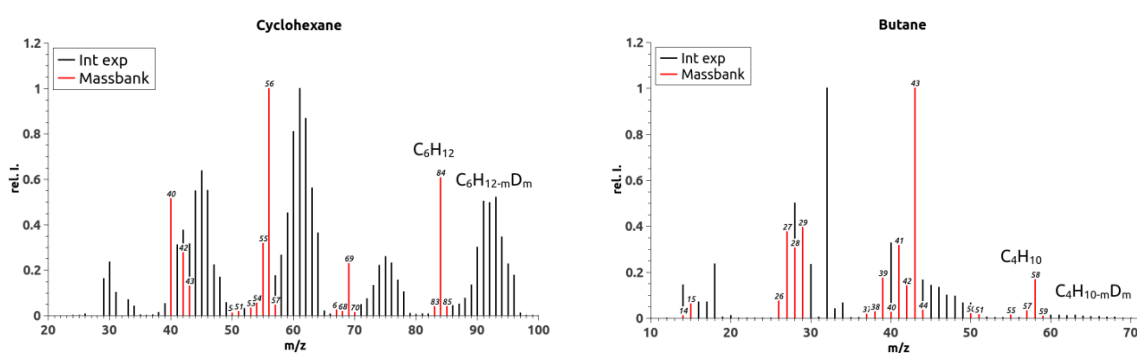 Cyclohexane
1.2
1
0.8
0.6
0.4
0.2
0
rel. I.
Int exp
Massbank
56
C₆H₁₂
84
C₆H₁₂₋ₘDₘ
40
55
42
69
43
54
57
51
53
68
70
83
85
20 30 40 50 60 70 80 90 100
m/z
Butane
1.2
1
0.8
0.6
0.4
0.2
0
rel. I.
Int exp
Massbank
43
27
29
28
41
39
42
C₄H₁₀
58
C₄H₁₀₋ₘDₘ
26
15
14
38
40
44
51
55
57
59
10 20 30 40 50 60 70
m/z